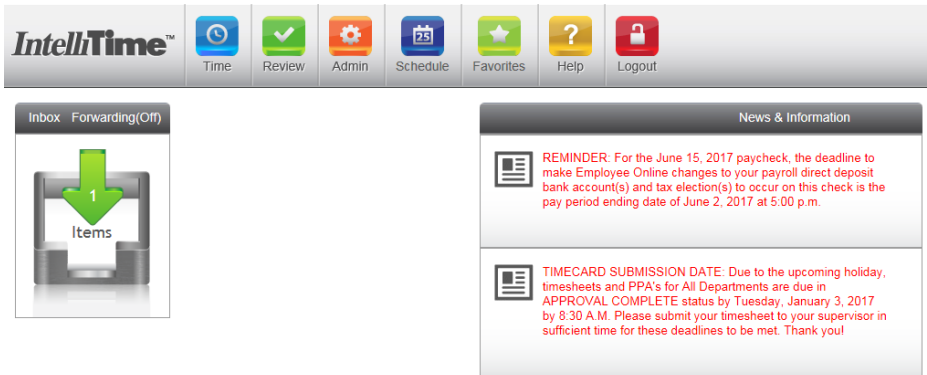 IntelliTime™
Time
Review
Admin
25
Schedule
Favorites
?
Help
Logout
Inbox Forwarding(Off)
1
Items
News & Information
REMINDER: For the June 15, 2017 paycheck, the deadline to
make Employee Online changes to your payroll direct deposit
bank account(s) and tax election(s) to occur on this check is the
pay period ending date of June 2, 2017 at 5:00 p.m.
TIMECARD SUBMISSION DATE: Due to the upcoming holiday,
timesheets and PPA's for All Departments are due in
APPROVAL COMPLETE status by Tuesday, January 3, 2017
by 8:30 A.M. Please submit your timesheet to your supervisor in
sufficient time for these deadlines to be met. Thank you!